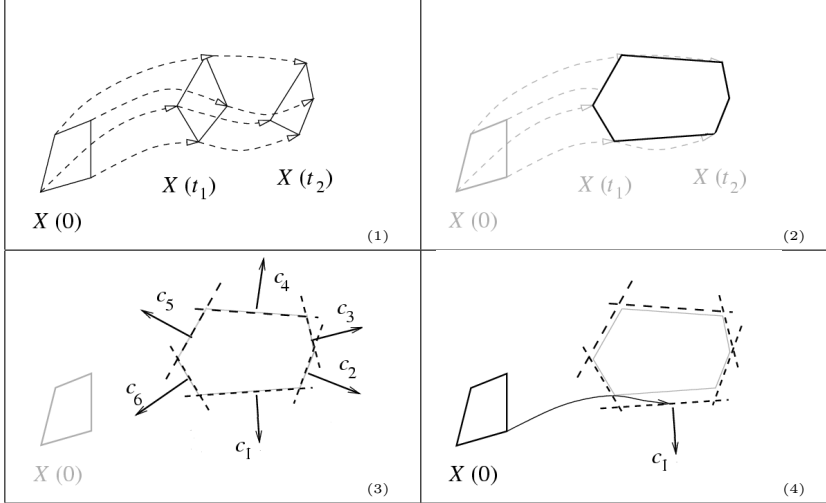 X (t₁)
X (t₂)
X (0)
(1)
X (t₁)
X (t₂)
X (0)
(2)
c₄
c₅
c₃
c₂
c₆
c₁
X (0)
(3)
c₁
X (0)
(4)